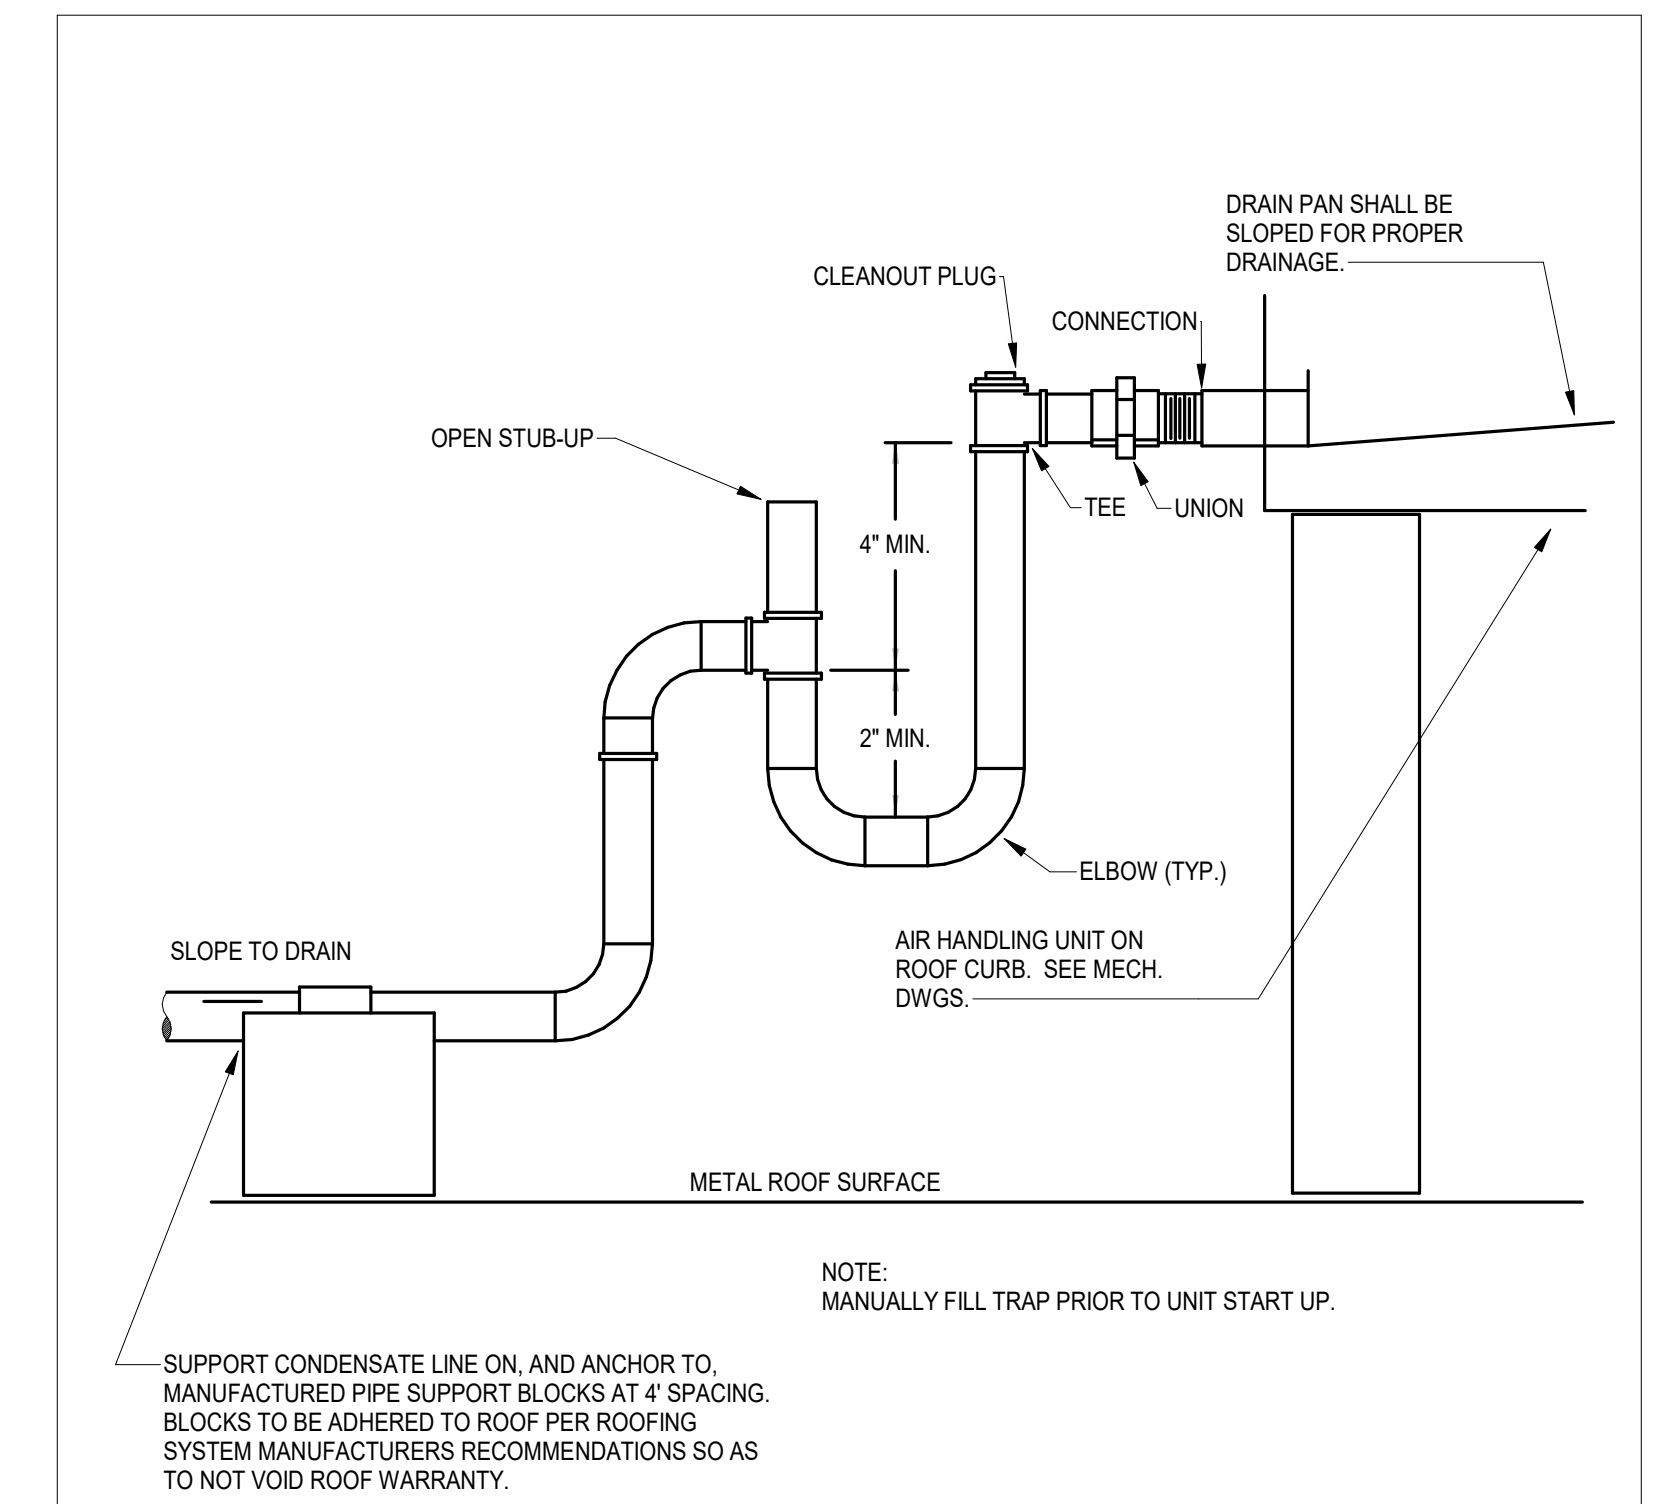 DRAIN PAN SHALL BE
SLOPED FOR PROPER
DRAINAGE.
CLEANOUT PLUG
CONNECTION
OPEN STUB-UP
TEE
UNION
4" MIN.
2" MIN.
ELBOW (TYP.)
AIR HANDLING UNIT ON
ROOF CURB. SEE MECH.
DWGS.
SLOPE TO DRAIN
METAL ROOF SURFACE
NOTE:
MANUALLY FILL TRAP PRIOR TO UNIT START UP.
SUPPORT CONDENSATE LINE ON, AND ANCHOR TO,
MANUFACTURED PIPE SUPPORT BLOCKS AT 4' SPACING.
BLOCKS TO BE ADHERED TO ROOF PER ROOFING
SYSTEM MANUFACTURERS RECOMMENDATIONS SO AS
TO NOT VOID ROOF WARRANTY.